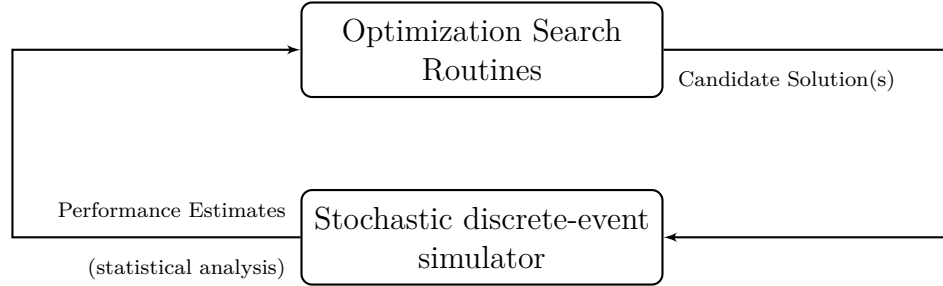 Optimization Search
Routines
Candidate Solution(s)
Performance Estimates
(statistical analysis)
Stochastic discrete-event
simulator